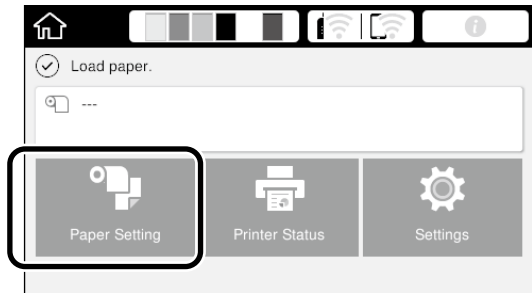 Load paper.
---
Paper Setting
Printer Status
Settings